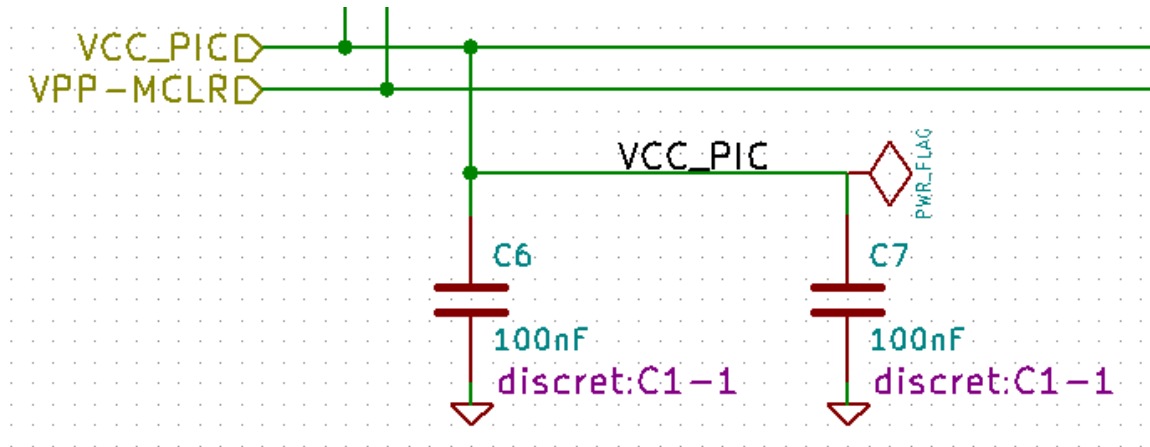 VCC_PIC
VPP-MCLR
VCC_PIC
PWR_FLAG
C6
C7
100nF
100nF
discret:C1-1
discret:C1-1